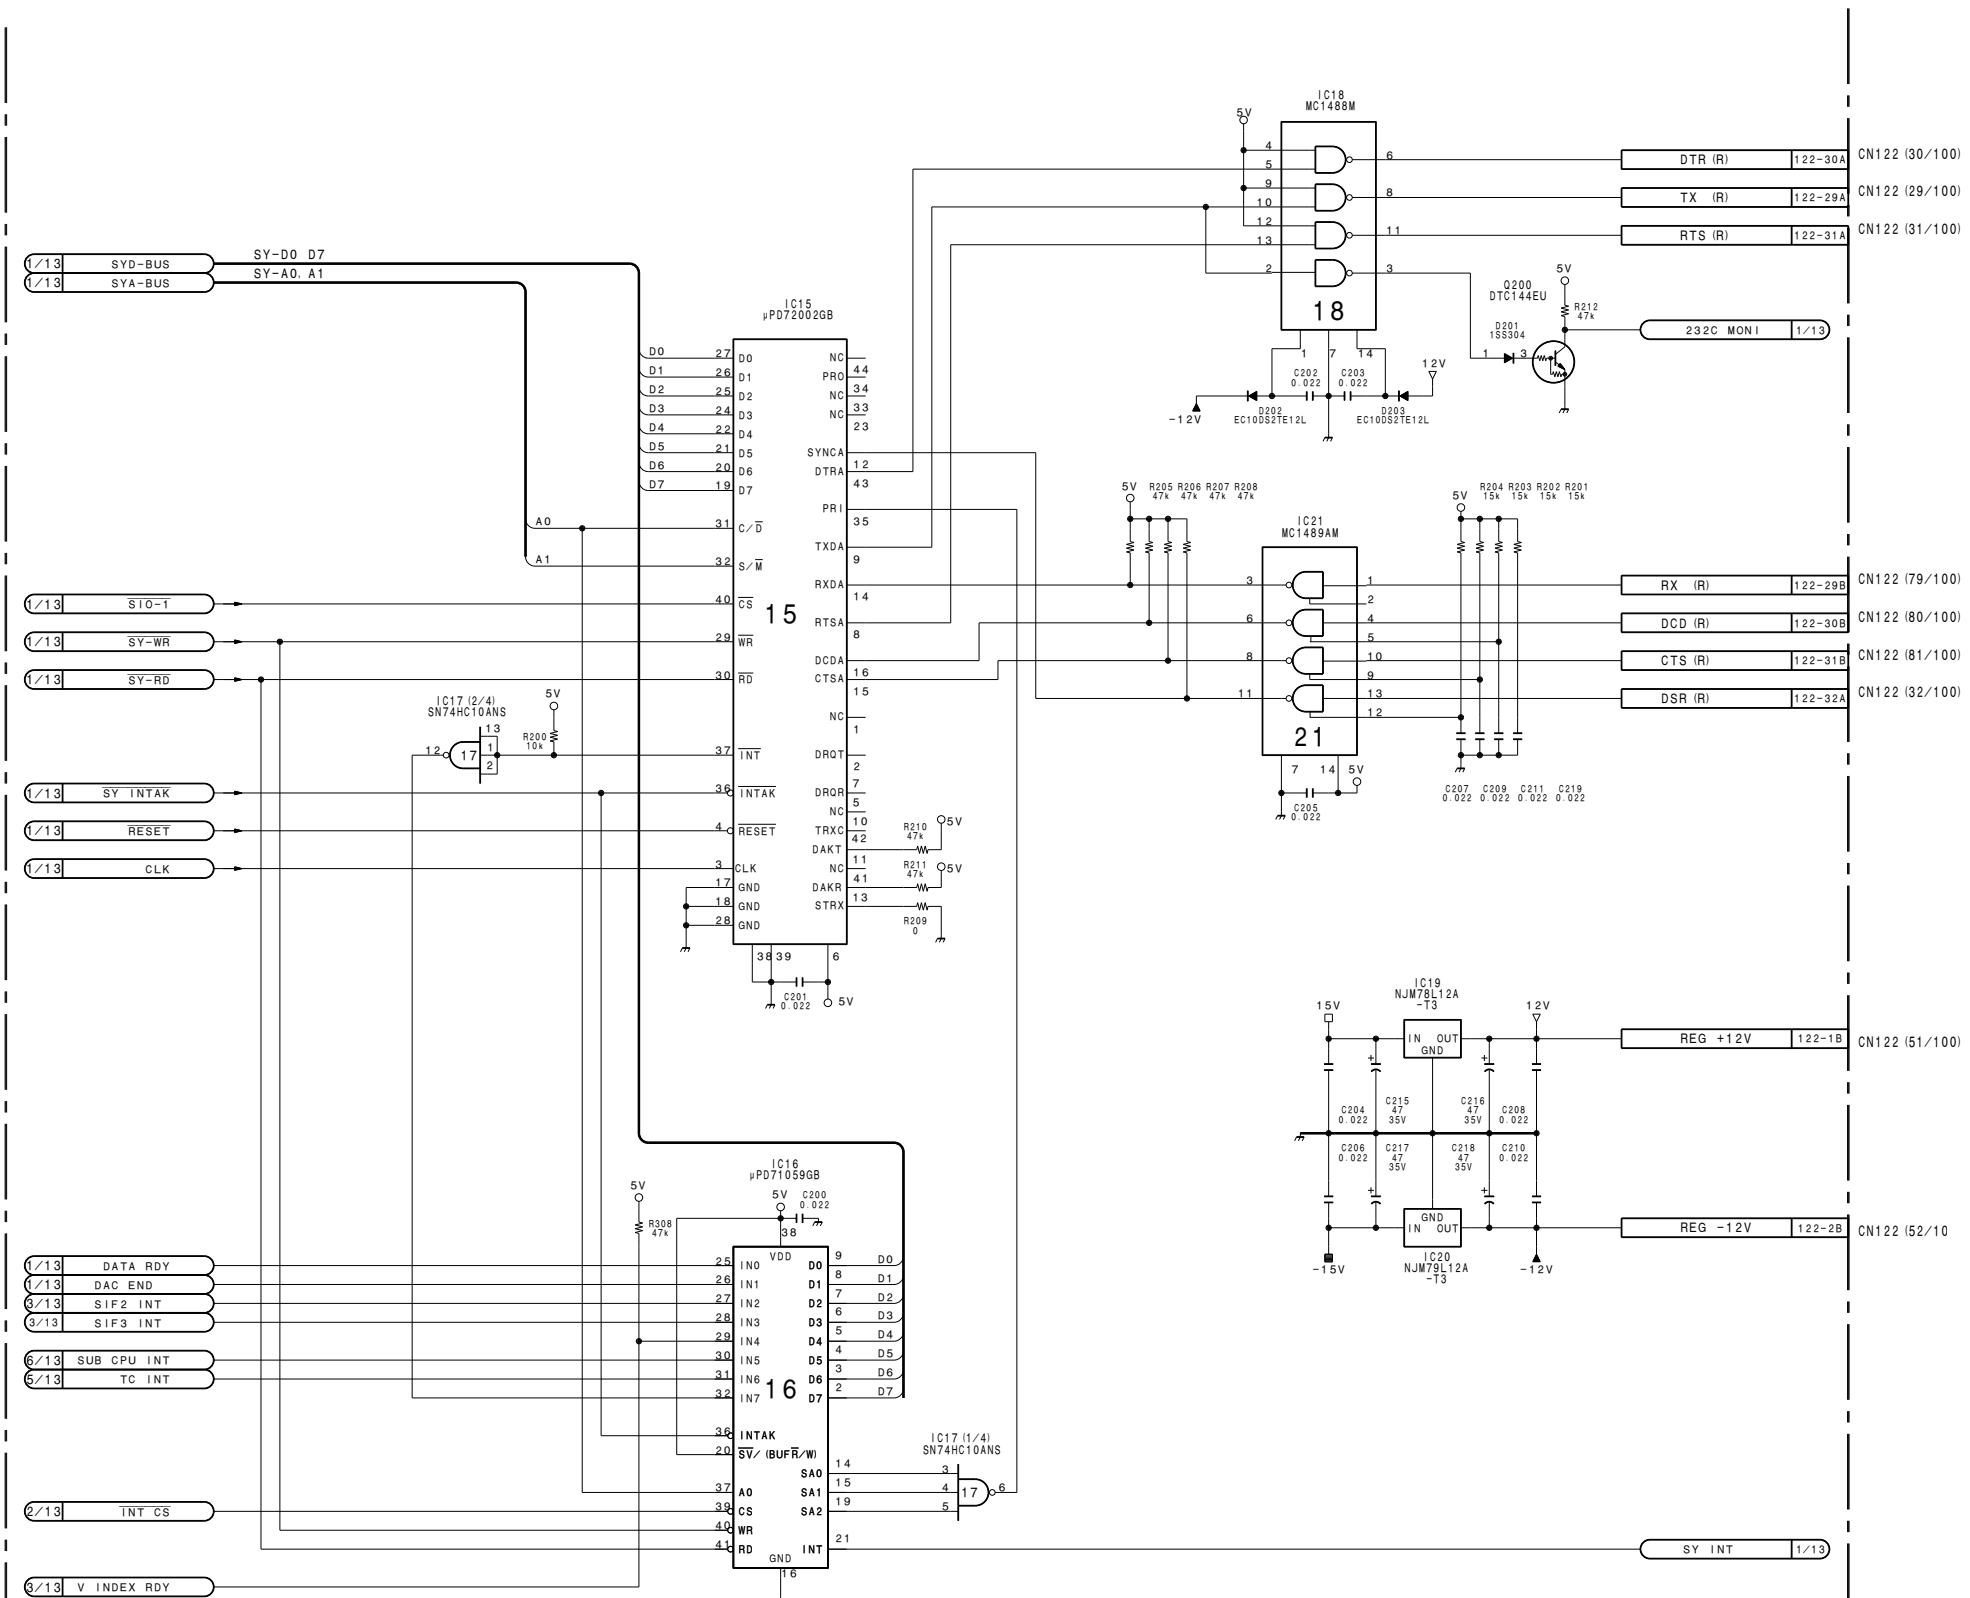 IC18
MC1488M
5V
4
5
6
DTR (R)
122-30A
CN122 (30/100)
9
10
8
TX (R)
122-29A
CN122 (29/100)
12
13
11
RTS (R)
122-31A
CN122 (31/100)
2
3
18
1
7
14
C202
0.022
C203
0.022
12V
-12V
D202
EC10DS2TE12L
D203
EC10DS2TE12L
Q200
DTC144EU
5V
R212
47k
D201
1SS304
1
3
232C MONI
1/13
1/13
SYD-BUS
SY-D0 D7
1/13
SYA-BUS
SY-A0, A1
IC15
μPD72002GB
D0
27
D0
D1
26
D1
D2
25
D2
D3
24
D3
D4
22
D4
D5
21
D5
D6
20
D6
D7
19
D7
A0
31
C/D
A1
32
S/M
1/13
SIO-1
40
CS
15
1/13
SY-WR
29
WR
1/13
SY-RD
30
RD
IC17 (2/4)
SN74HC10ANS
5V
R200
10k
12
17
13
1
2
37
INT
1/13
SY INTAK
36
INTAK
1/13
RESET
4
RESET
1/13
CLK
3
CLK
17
GND
18
GND
28
GND
38
39
6
C201
0.022
5V
NC
PRO
44
NC
34
NC
33
23
SYNCA
DTRA
12
43
PRI
35
TXDA
9
RXDA
14
RTSA
8
DCDA
CTSA
16
15
NC
1
DRQT
2
DRQR
7
NC
5
TRXC
10
DAKT
42
NC
11
DAKR
41
STRX
13
R210
47k
5V
R211
47k
5V
R209
0
5V
R205 R206 R207 R208
47k 47k 47k 47k
IC21
MC1489AM
5V
R204 R203 R202 R201
15k 15k 15k 15k
3
1
2
RX (R)
122-29B
CN122 (79/100)
6
4
5
DCD (R)
122-30B
CN122 (80/100)
8
10
9
CTS (R)
122-31B
CN122 (81/100)
11
13
12
DSR (R)
122-32A
CN122 (32/100)
21
7
14
5V
C205
0.022
C207 C209 C211 C219
0.022 0.022 0.022 0.022
IC19
NJM78L12A
-T3
15V
12V
IN OUT
GND
REG +12V
122-1B
CN122 (51/100)
+
+
C204
0.022
C215
47
35V
C216
47
35V
C208
0.022
C206
0.022
C217
47
35V
C218
47
35V
C210
0.022
+
+
GND
IN OUT
REG -12V
122-2B
CN122 (52/10
-15V
IC20
NJM79L12A
-T3
-12V
IC16
μPD71059GB
5V
R308
47k
5V
C200
0.022
38
VDD
1/13
DATA RDY
25
IN0
1/13
DAC END
26
IN1
3/13
SIF2 INT
27
IN2
3/13
SIF3 INT
28
IN3
29
IN4
6/13
SUB CPU INT
30
IN5
5/13
TC INT
31
IN6
32
IN7
16
D0
9
D0
D1
8
D1
D2
7
D2
D3
6
D3
D4
5
D4
D5
4
D5
D6
3
D6
D7
2
D7
36
INTAK
20
SV/ (BUFR/W)
37
A0
2/13
INT CS
39
CS
40
WR
41
RD
GND
16
SA0
14
SA1
15
SA2
19
INT
21
IC17 (1/4)
SN74HC10ANS
3
4
5
17
6
SY INT
1/13
3/13
V INDEX RDY